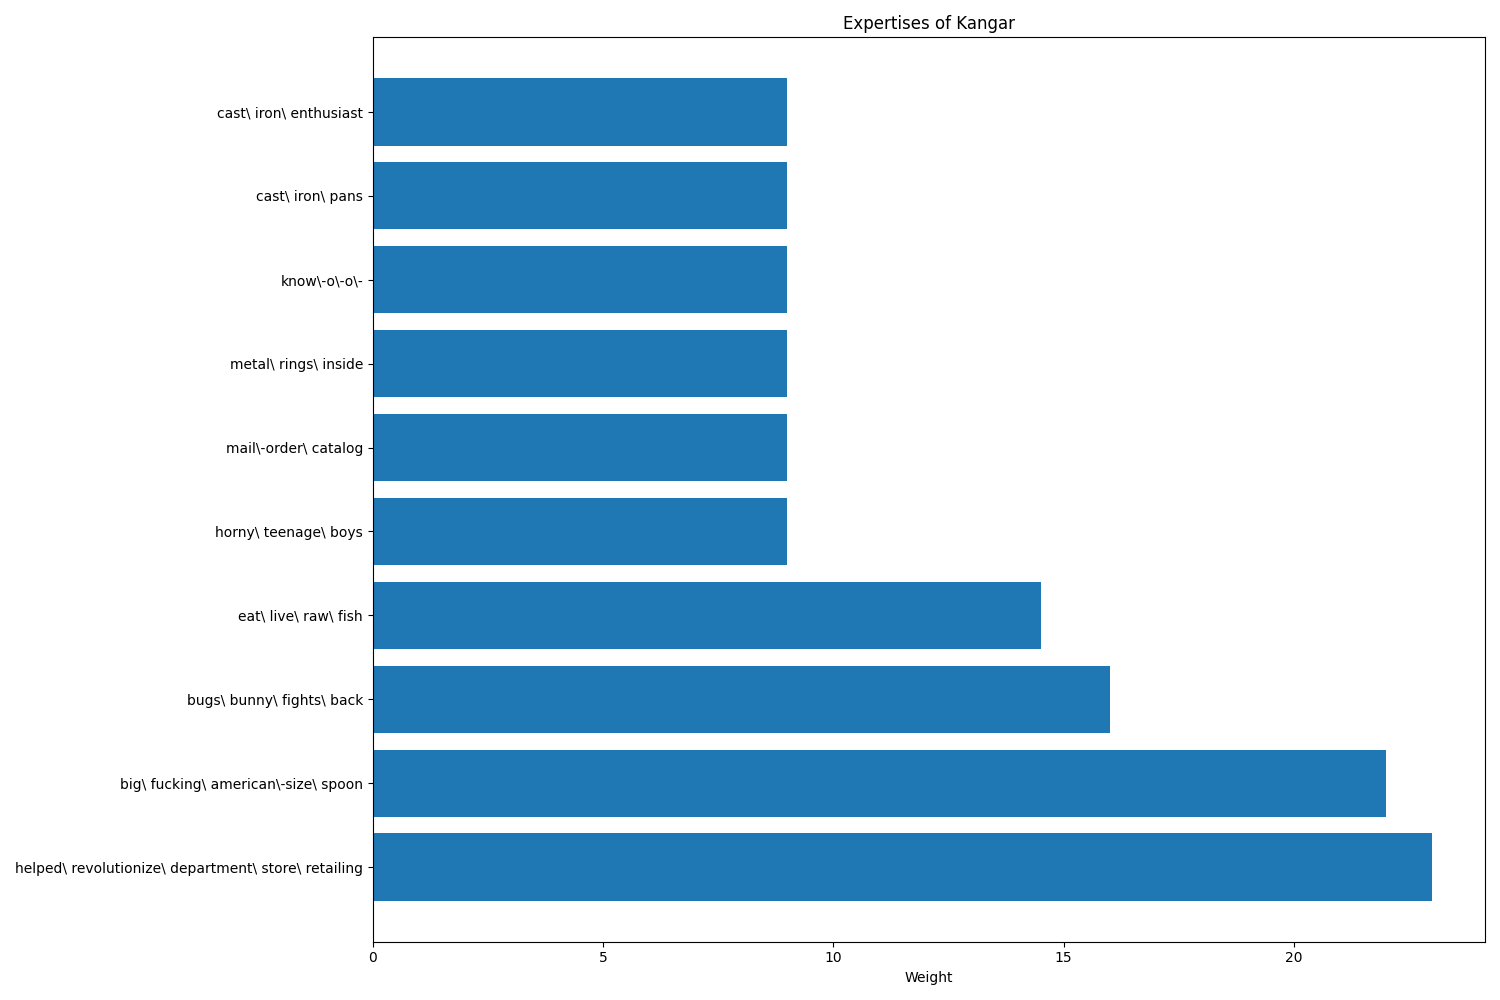 Expertises of Kangar
cast\ iron\ enthusiast
cast\ iron\ pans
know\-o\-o\-
metal\ rings\ inside
mail\-order\ catalog
horny\ teenage\ boys
eat\ live\ raw\ fish
bugs\ bunny\ fights\ back
big\ fucking\ american\-size\ spoon
helped\ revolutionize\ department\ store\ retailing
0 5 10 15 20
Weight